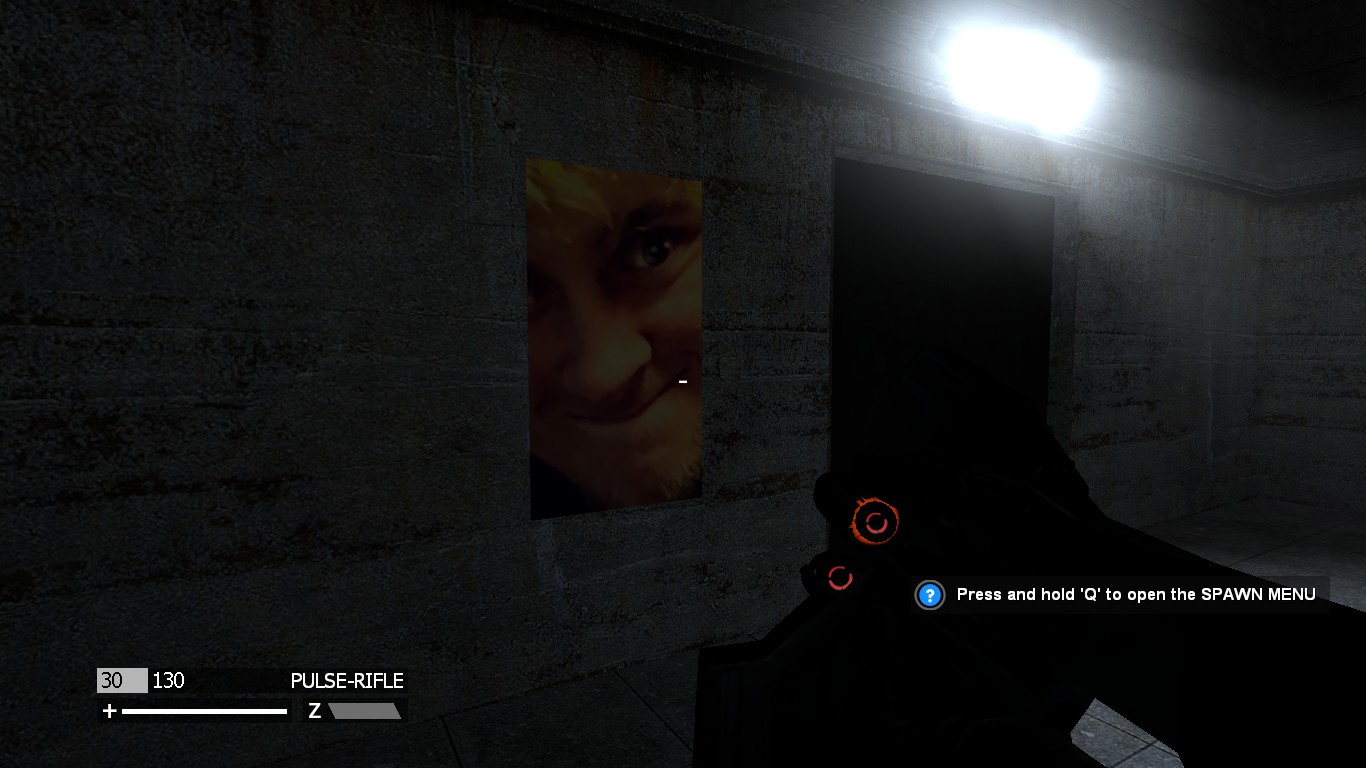 ? Press and hold 'Q' to open the SPAWN MENU
30 130 PULSE-RIFLE
+ Z